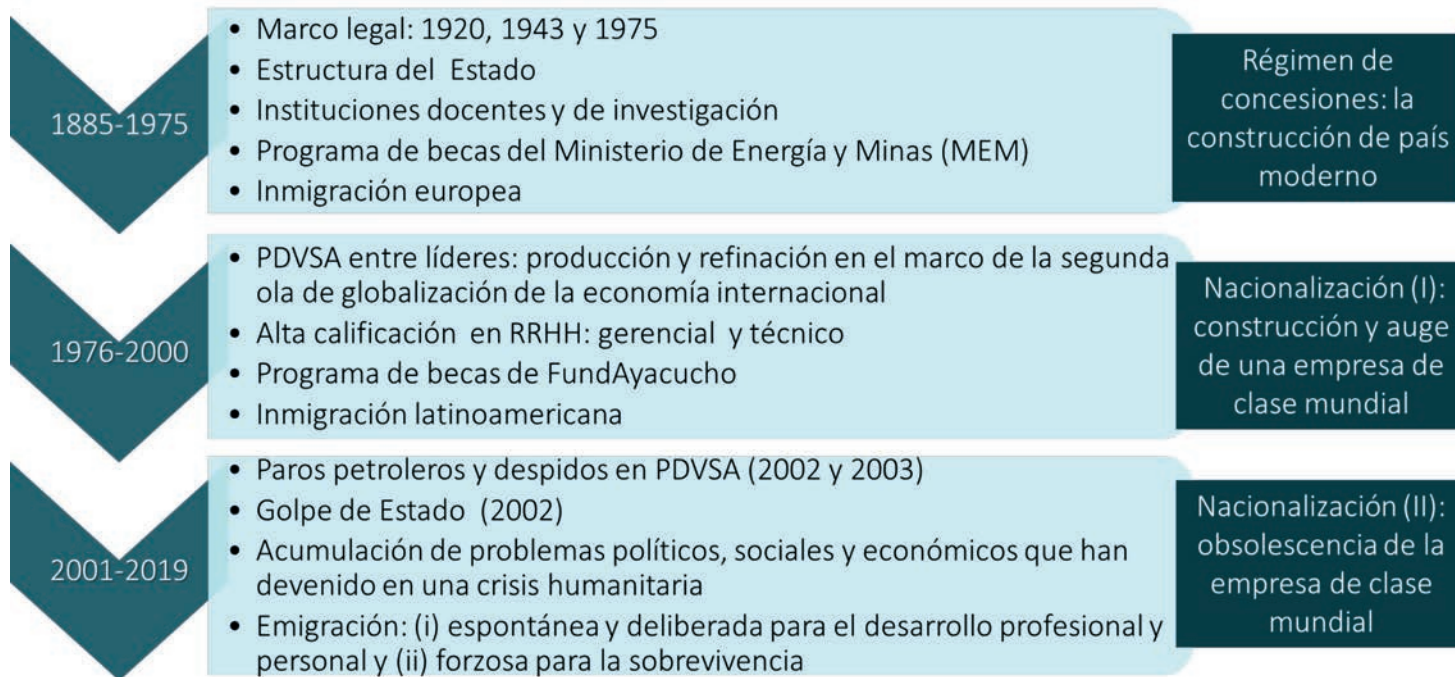 1885-1975
• Marco legal: 1920, 1943 y 1975
• Estructura del Estado
• Instituciones docentes y de investigación
• Programa de becas del Ministerio de Energía y Minas (MEM)
• Inmigración europea
Régimen de
concesiones: la
construcción de país
moderno
1976-2000
• PDVSA entre líderes: producción y refinación en el marco de la segunda
ola de globalización de la economía internacional
• Alta calificación en RRHH: gerencial y técnico
• Programa de becas de FundAyacucho
• Inmigración latinoamericana
Nacionalización (I):
construcción y auge
de una empresa de
clase mundial
2001-2019
• Paros petroleros y despidos en PDVSA (2002 y 2003)
• Golpe de Estado (2002)
• Acumulación de problemas políticos, sociales y económicos que han
devenido en una crisis humanitaria
• Emigración: (i) espontánea y deliberada para el desarrollo profesional y
personal y (ii) forzosa para la sobrevivencia
Nacionalización (II):
obsolescencia de la
empresa de clase
mundial